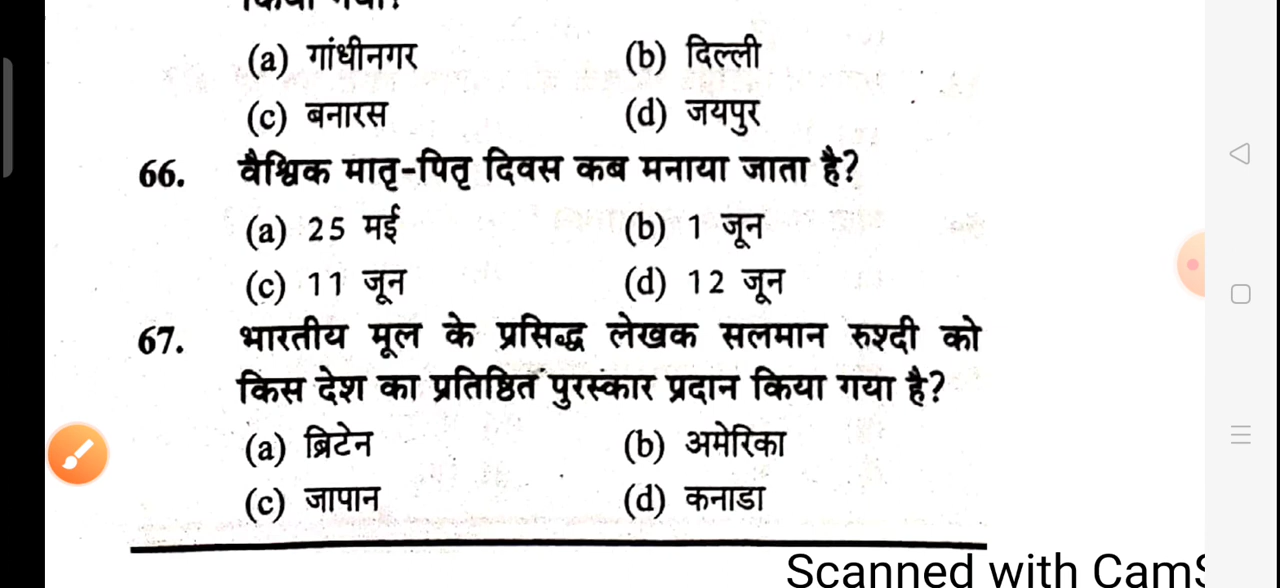 (a) गांधीनगर (b) दिल्ली
(c) बनारस (d) जयपुर
66. वैश्विक मातृ-पितृ दिवस कब मनाया जाता है?
(a) 25 मई (b) 1 जून
(c) 11 जून (d) 12 जून
67. भारतीय मूल के प्रसिद्ध लेखक सलमान रुश्दी को
किस देश का प्रतिष्ठित पुरस्कार प्रदान किया गया है?
(a) ब्रिटेन (b) अमेरिका
(c) जापान (d) कनाडा
Scanned with Cam